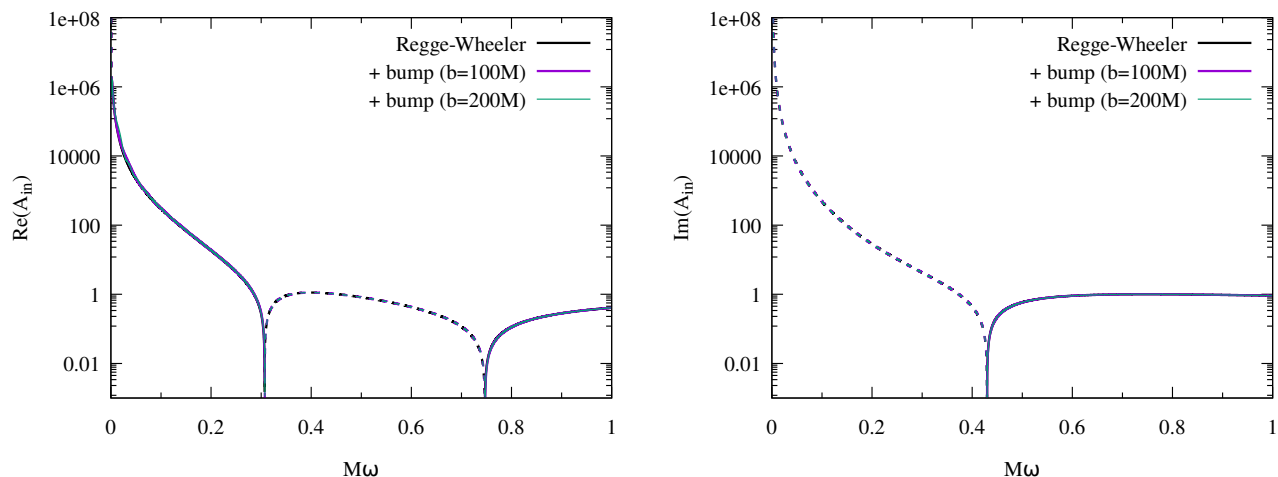 1e+08
1e+06
10000
100
1
0.01
Re(A_in)
Regge-Wheeler
+ bump (b=100M)
+ bump (b=200M)
0 0.2 0.4 0.6 0.8 1
Mω
1e+08
1e+06
10000
100
1
0.01
Im(A_in)
Regge-Wheeler
+ bump (b=100M)
+ bump (b=200M)
0 0.2 0.4 0.6 0.8 1
Mω